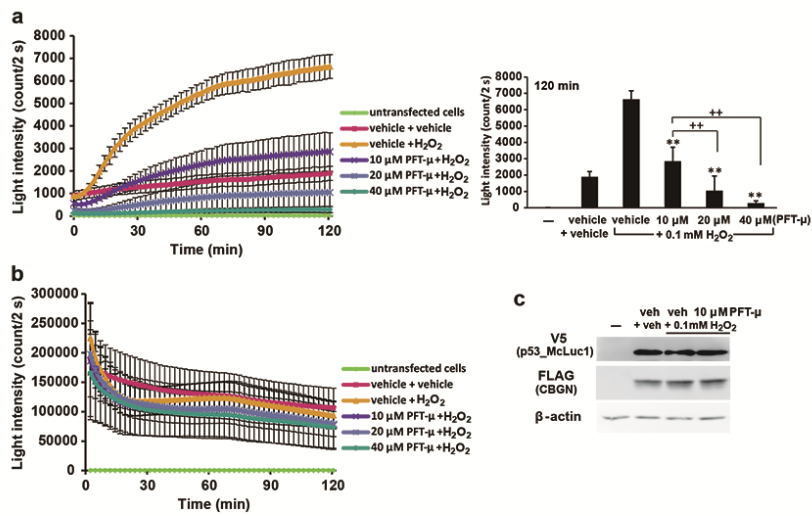 a
Light intensity (count/2 s)
8000
7000
6000
5000
4000
3000
2000
1000
0
0 30 60 90 120
Time (min)
untransfected cells
vehicle + vehicle
vehicle +H2O2
10 µM PFT-µ+H2O2
20 µM PFT-µ+H2O2
40 µM PFT-µ+H2O2
Light intensity (count/2 s)
8000
7000
6000
5000
4000
3000
2000
1000
0
120 min
++
++
**
**
**
— vehicle vehicle 10 µM 20 µM 40 µM(PFT-µ)
+ vehicle
+ 0.1 mM H2O2
b
Light intensity (count/2 s)
300000
250000
200000
150000
100000
50000
0
0 30 60 90 120
Time (min)
untransfected cells
vehicle + vehicle
vehicle + H2O2
10 µM PFT-µ +H2O2
20 µM PFT-µ +H2O2
40 µM PFT-µ +H2O2
c
veh veh 10 µM PFT-µ
— + veh + 0.1mM H2O2
V5
(p53_McLuc1)
FLAG
(CBGN)
β-actin